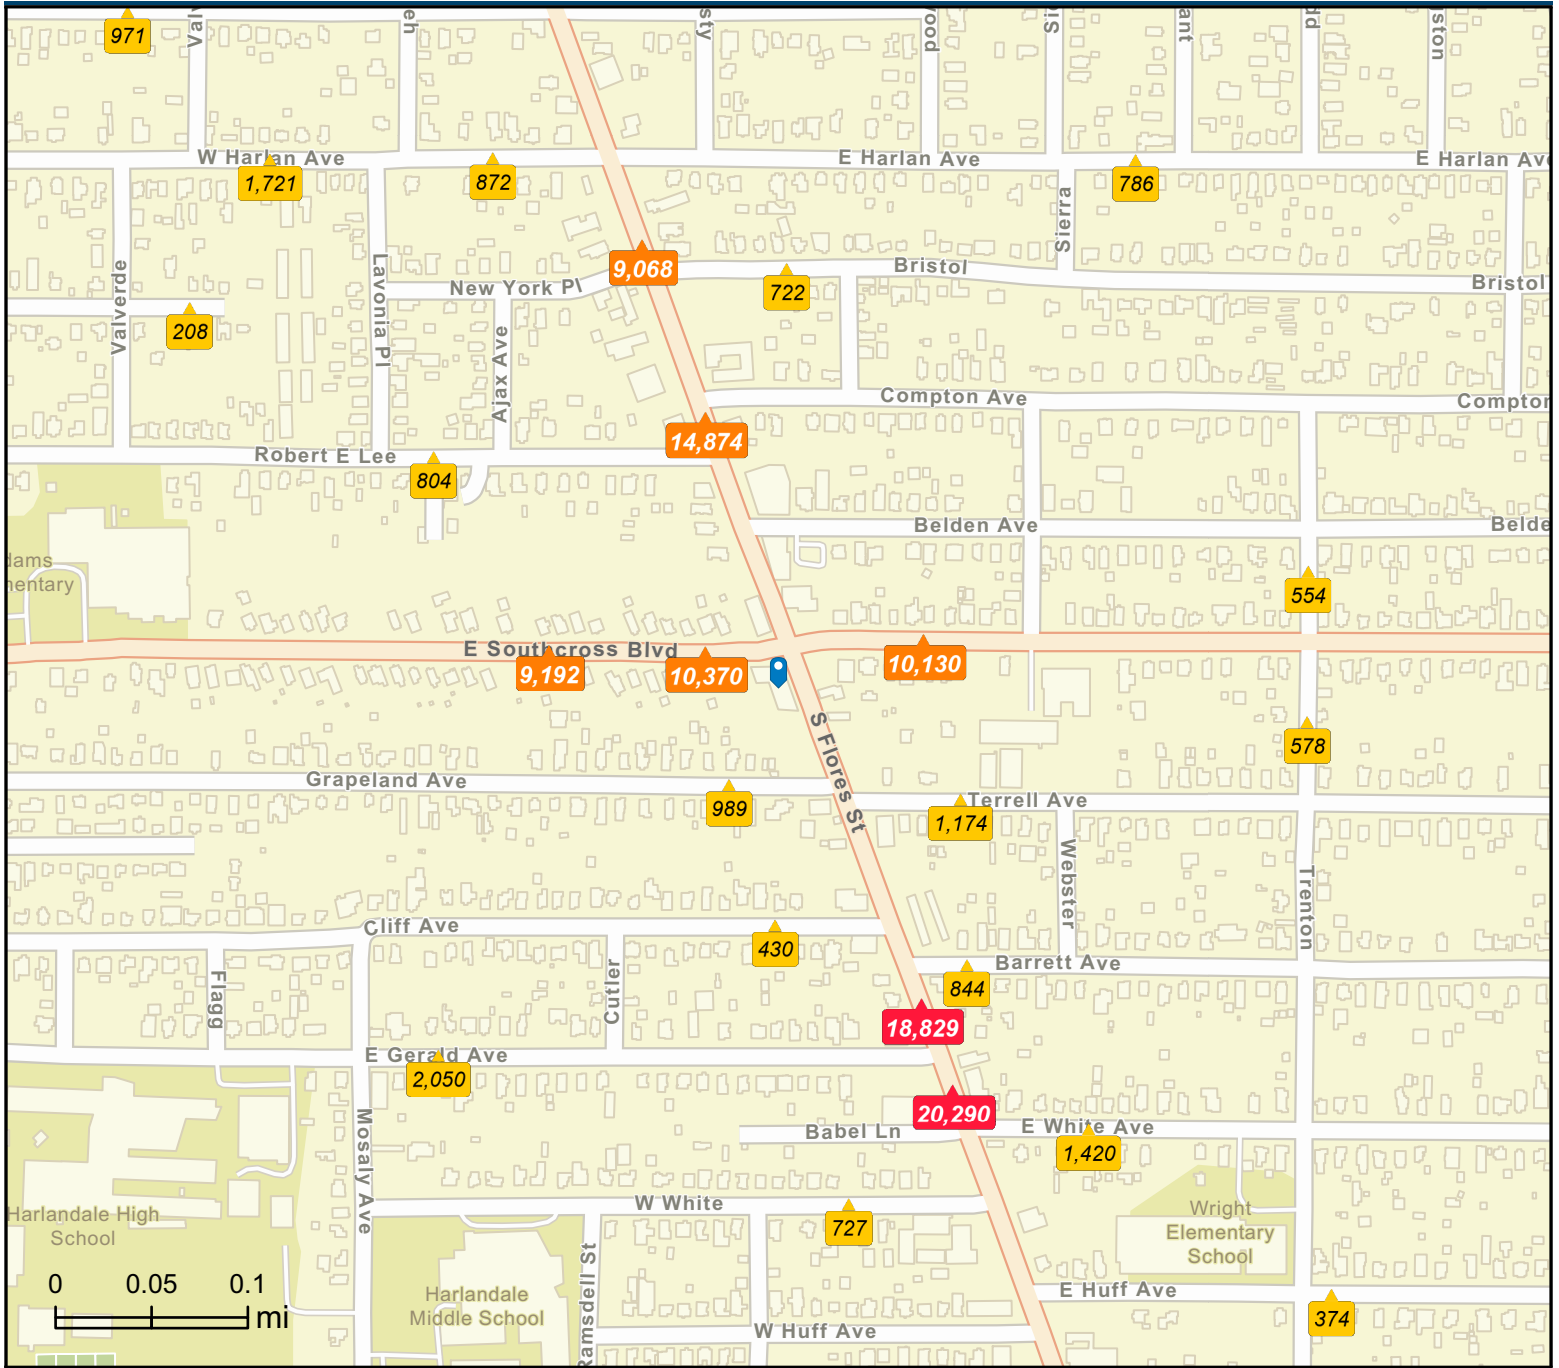 971
W Harlan Ave
1,721
872
E Harlan Ave
786
E Harlan Ave
Sierra
9,068
Bristol
722
Bristol
New York Pl
Valverde
208
Lavonia Pl
Ajax Ave
Compton Ave
Compton
14,874
Robert E Lee
804
Belden Ave
Belde
dams
nentary
554
E Southcross Blvd
9,192
10,370
10,130
S Flores St
578
Grapeland Ave
989
Terrell Ave
1,174
Webster
Trenton
Cliff Ave
430
Flagg
Cutler
Barrett Ave
844
18,829
E Gerald Ave
2,050
20,290
Mosaly Ave
Babel Ln
E White Ave
1,420
W White
727
Harlandale High
School
Wright
Elementary
School
Ramsdell St
Harlandale
Middle School
E Huff Ave
374
W Huff Ave
0 0.05 0.1
mi